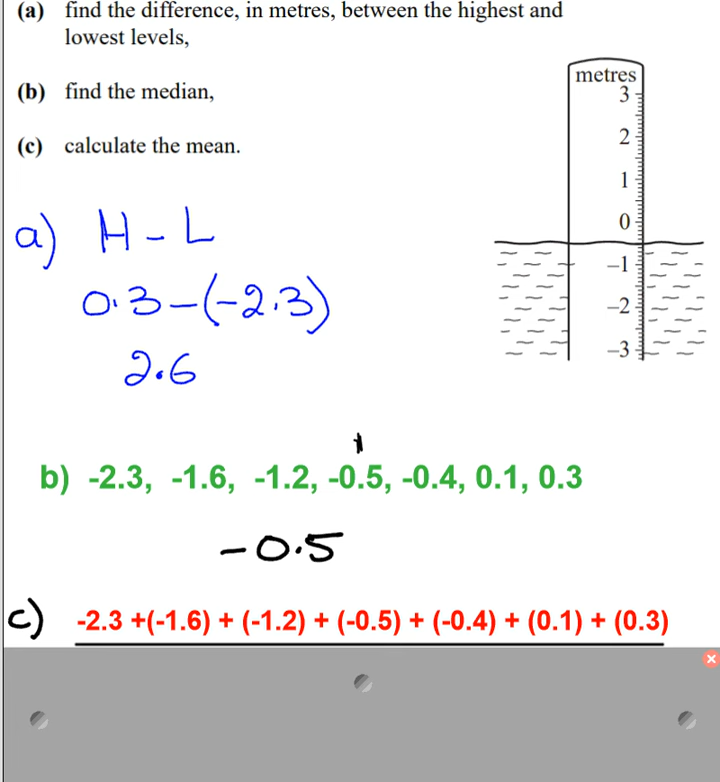 (a) find the difference, in metres, between the highest and
lowest levels,
(b) find the median,
(c) calculate the mean.
metres
3
2
1
0
−1
−2
−3
a) H - L
0.3 - (-2.3)
2.6
b) -2.3, -1.6, -1.2, -0.5, -0.4, 0.1, 0.3
-0.5
c) -2.3 +(-1.6) + (-1.2) + (-0.5) + (-0.4) + (0.1) + (0.3)